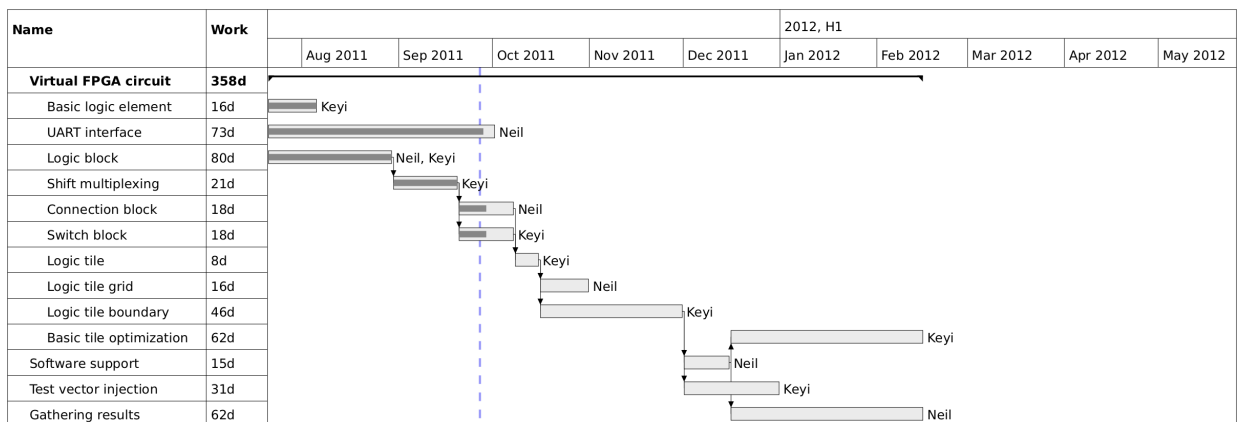 Name Work 2012, H1
Aug 2011 Sep 2011 Oct 2011 Nov 2011 Dec 2011 Jan 2012 Feb 2012 Mar 2012 Apr 2012 May 2012
Virtual FPGA circuit 358d
Basic logic element 16d Keyi
UART interface 73d Neil
Logic block 80d Neil, Keyi
Shift multiplexing 21d Keyi
Connection block 18d Neil
Switch block 18d Keyi
Logic tile 8d Keyi
Logic tile grid 16d Neil
Logic tile boundary 46d Keyi
Basic tile optimization 62d Keyi
Software support 15d Neil
Test vector injection 31d Keyi
Gathering results 62d Neil